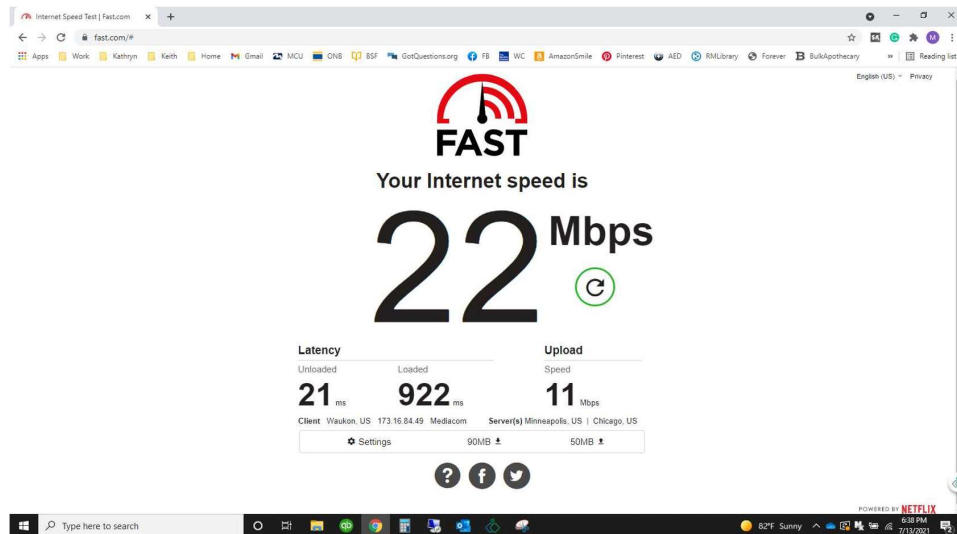 Internet Speed Test | Fast.com
fast.com/#
Apps Work Kathryn Keith Home Gmail MCU ONB BSF GotQuestions.org FB WC AmazonSmile Pinterest AED RMLibrary Forever BulkApothecary » Reading list
English (US) Privacy
FAST
Your Internet speed is
22 Mbps
Latency Upload
Unloaded Loaded Speed
21 ms 922 ms 11 Mbps
Client Waukon, US 173.16.84.49 Mediacom Server(s) Minneapolis, US | Chicago, US
Settings 90MB 50MB
POWERED BY NETFLIX
Type here to search
82°F Sunny
6:38 PM
7/13/2021